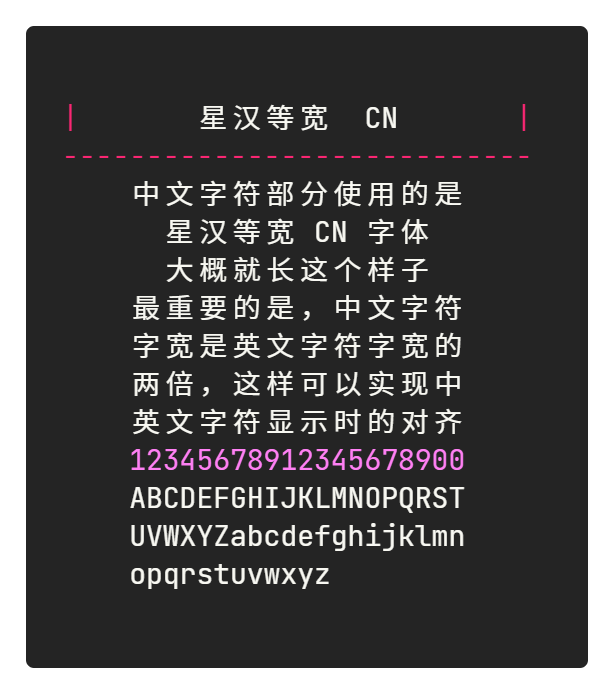 |       星汉等宽  CN       |
----------------------------
中文字符部分使用的是
星汉等宽 CN 字体
大概就长这个样子
最重要的是，中文字符
字宽是英文字符字宽的
两倍，这样可以实现中
英文字符显示时的对齐
12345678912345678900
ABCDEFGHIJKLMNOPQRST
UVWXYZabcdefghijklmn
opqrstuvwxyz